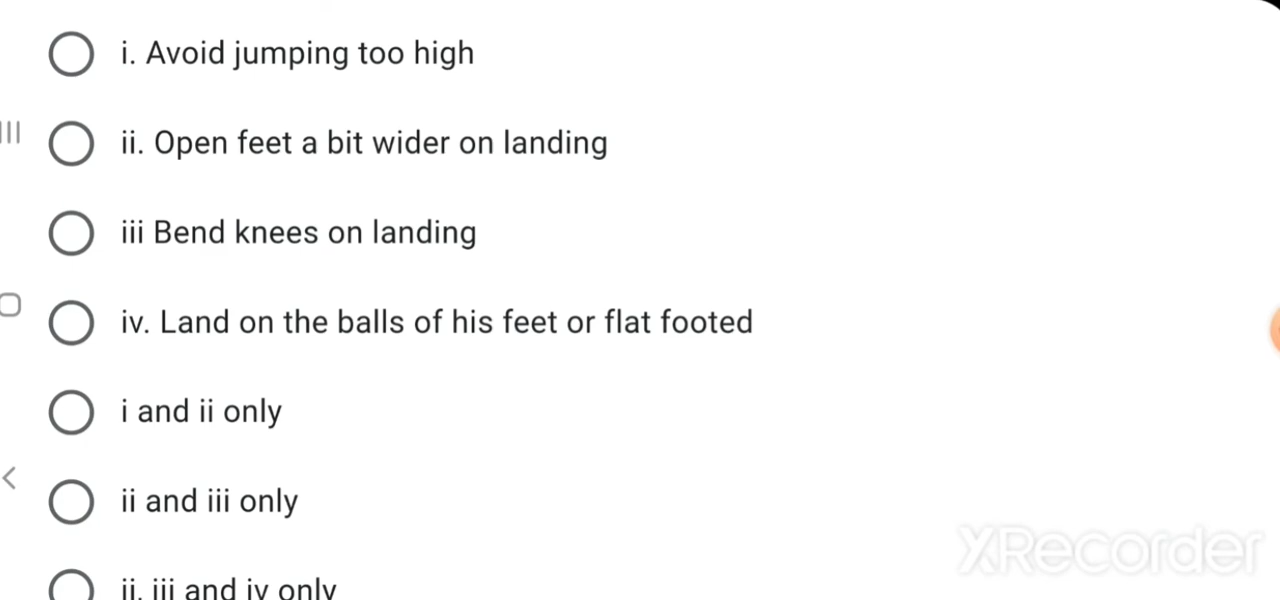 i. Avoid jumping too high
ii. Open feet a bit wider on landing
iii Bend knees on landing
iv. Land on the balls of his feet or flat footed
i and ii only
ii and iii only
ii. iii and iv only
XRecorder